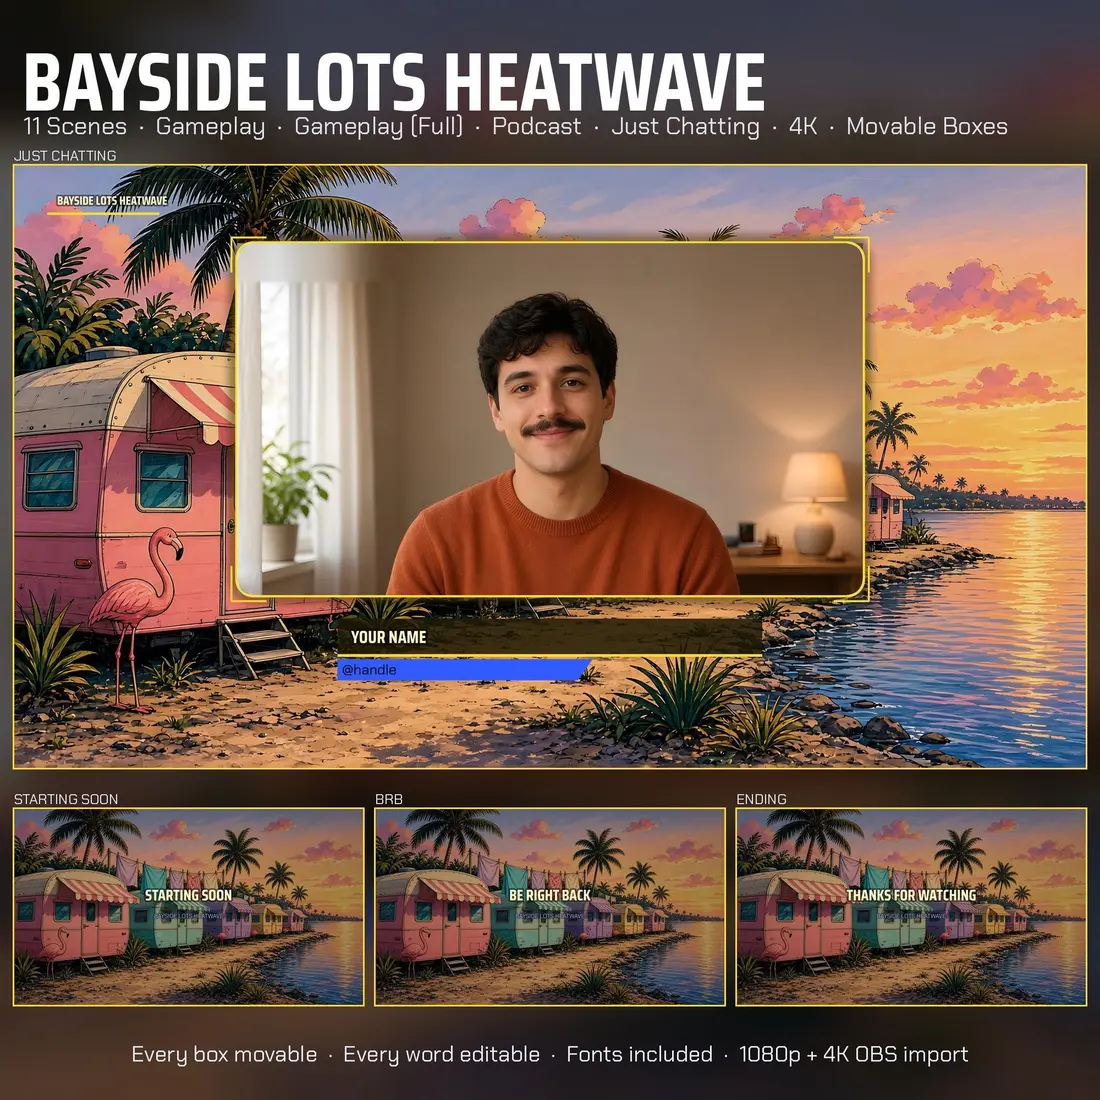 BAYSIDE LOTS HEATWAVE
11 Scenes · Gameplay · Gameplay (Full) · Podcast · Just Chatting · 4K · Movable Boxes
JUST CHATTING
BAYSIDE LOTS HEATWAVE
YOUR NAME
@handle
STARTING SOON
BRB
ENDING
STARTING SOON
BAYSIDE LOTS HEATWAVE
BE RIGHT BACK
BAYSIDE LOTS HEATWAVE
THANKS FOR WATCHING
BAYSIDE LOTS HEATWAVE
Every box movable · Every word editable · Fonts included · 1080p + 4K OBS import